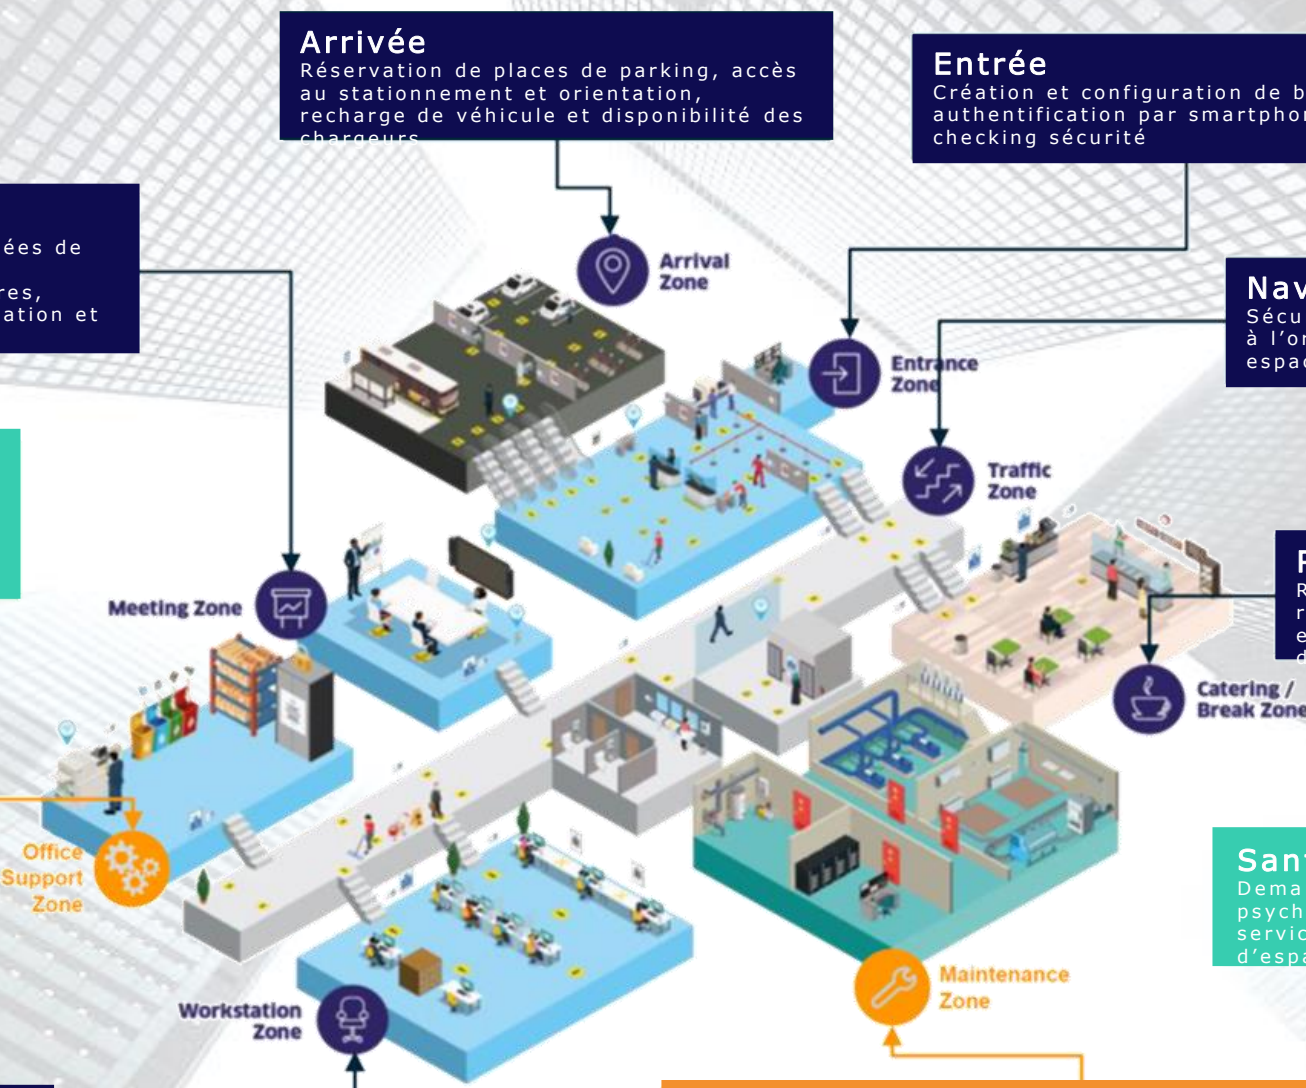 Arrivée
Réservation de places de parking, accès
au stationnement et orientation,
recharge de véhicule et disponibilité des
chargeurs
Entrée
Création et configuration de b
authentification par smartphon
checking sécurité
ées de
res,
ation et
Nav
Sécu
à l'or
espac
Arrival
Zone
Entrance
Zone
Traffic
Zone
Meeting Zone
R
r
e
d
Catering /
Break Zone
Office
Support
Zone
Sant
Dema
psych
servic
d'espa
Maintenance
Zone
Workstation
Zone